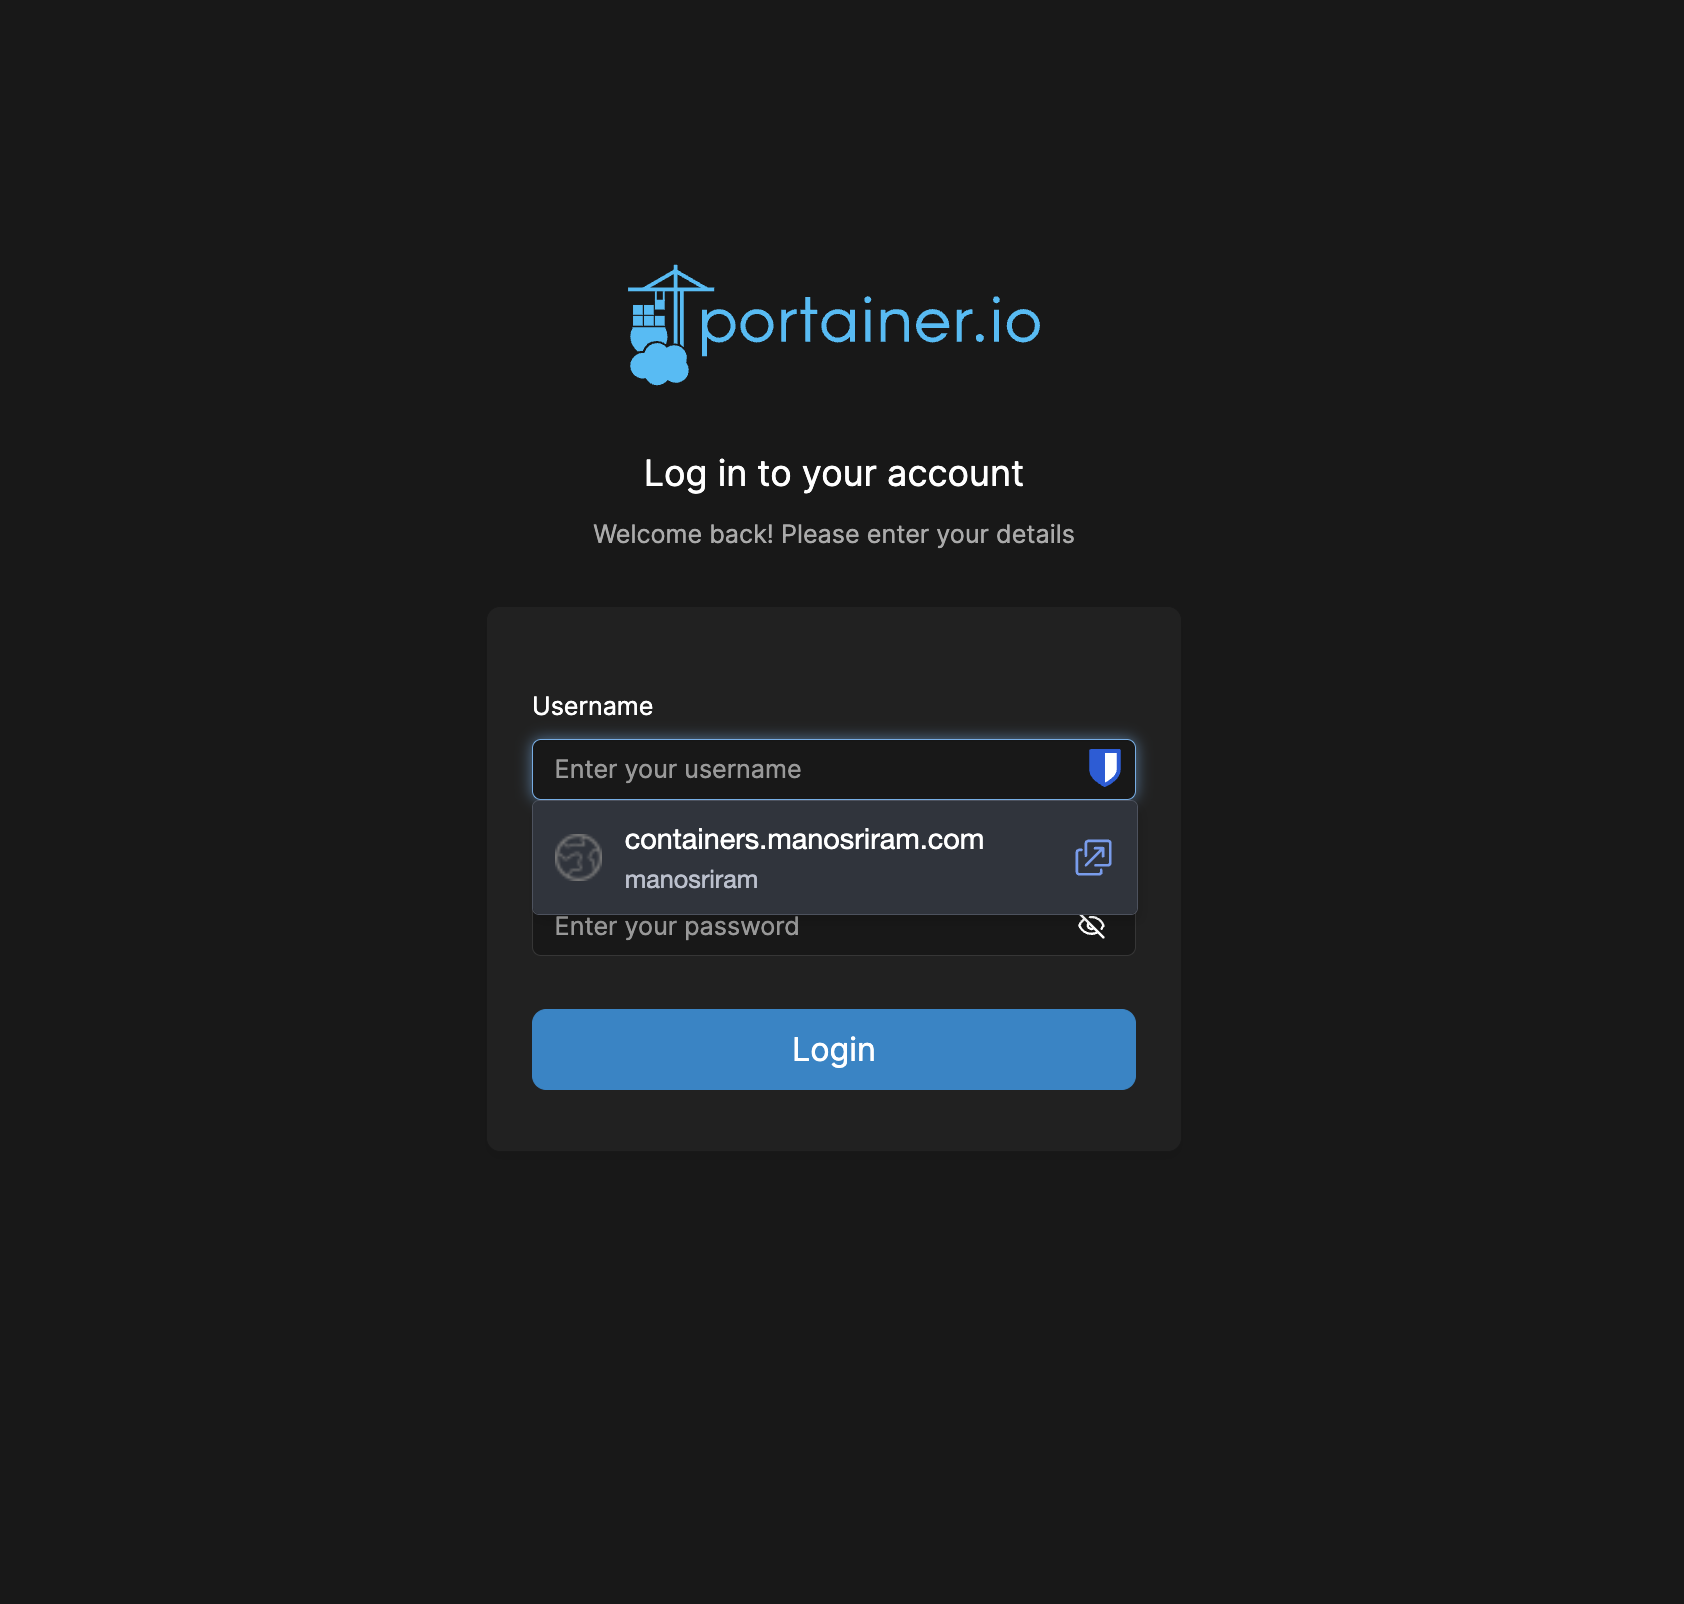 portainer.io
Log in to your account
Welcome back! Please enter your details
Username
Enter your username
containers.manosriram.com
manosriram
Enter your password
Login